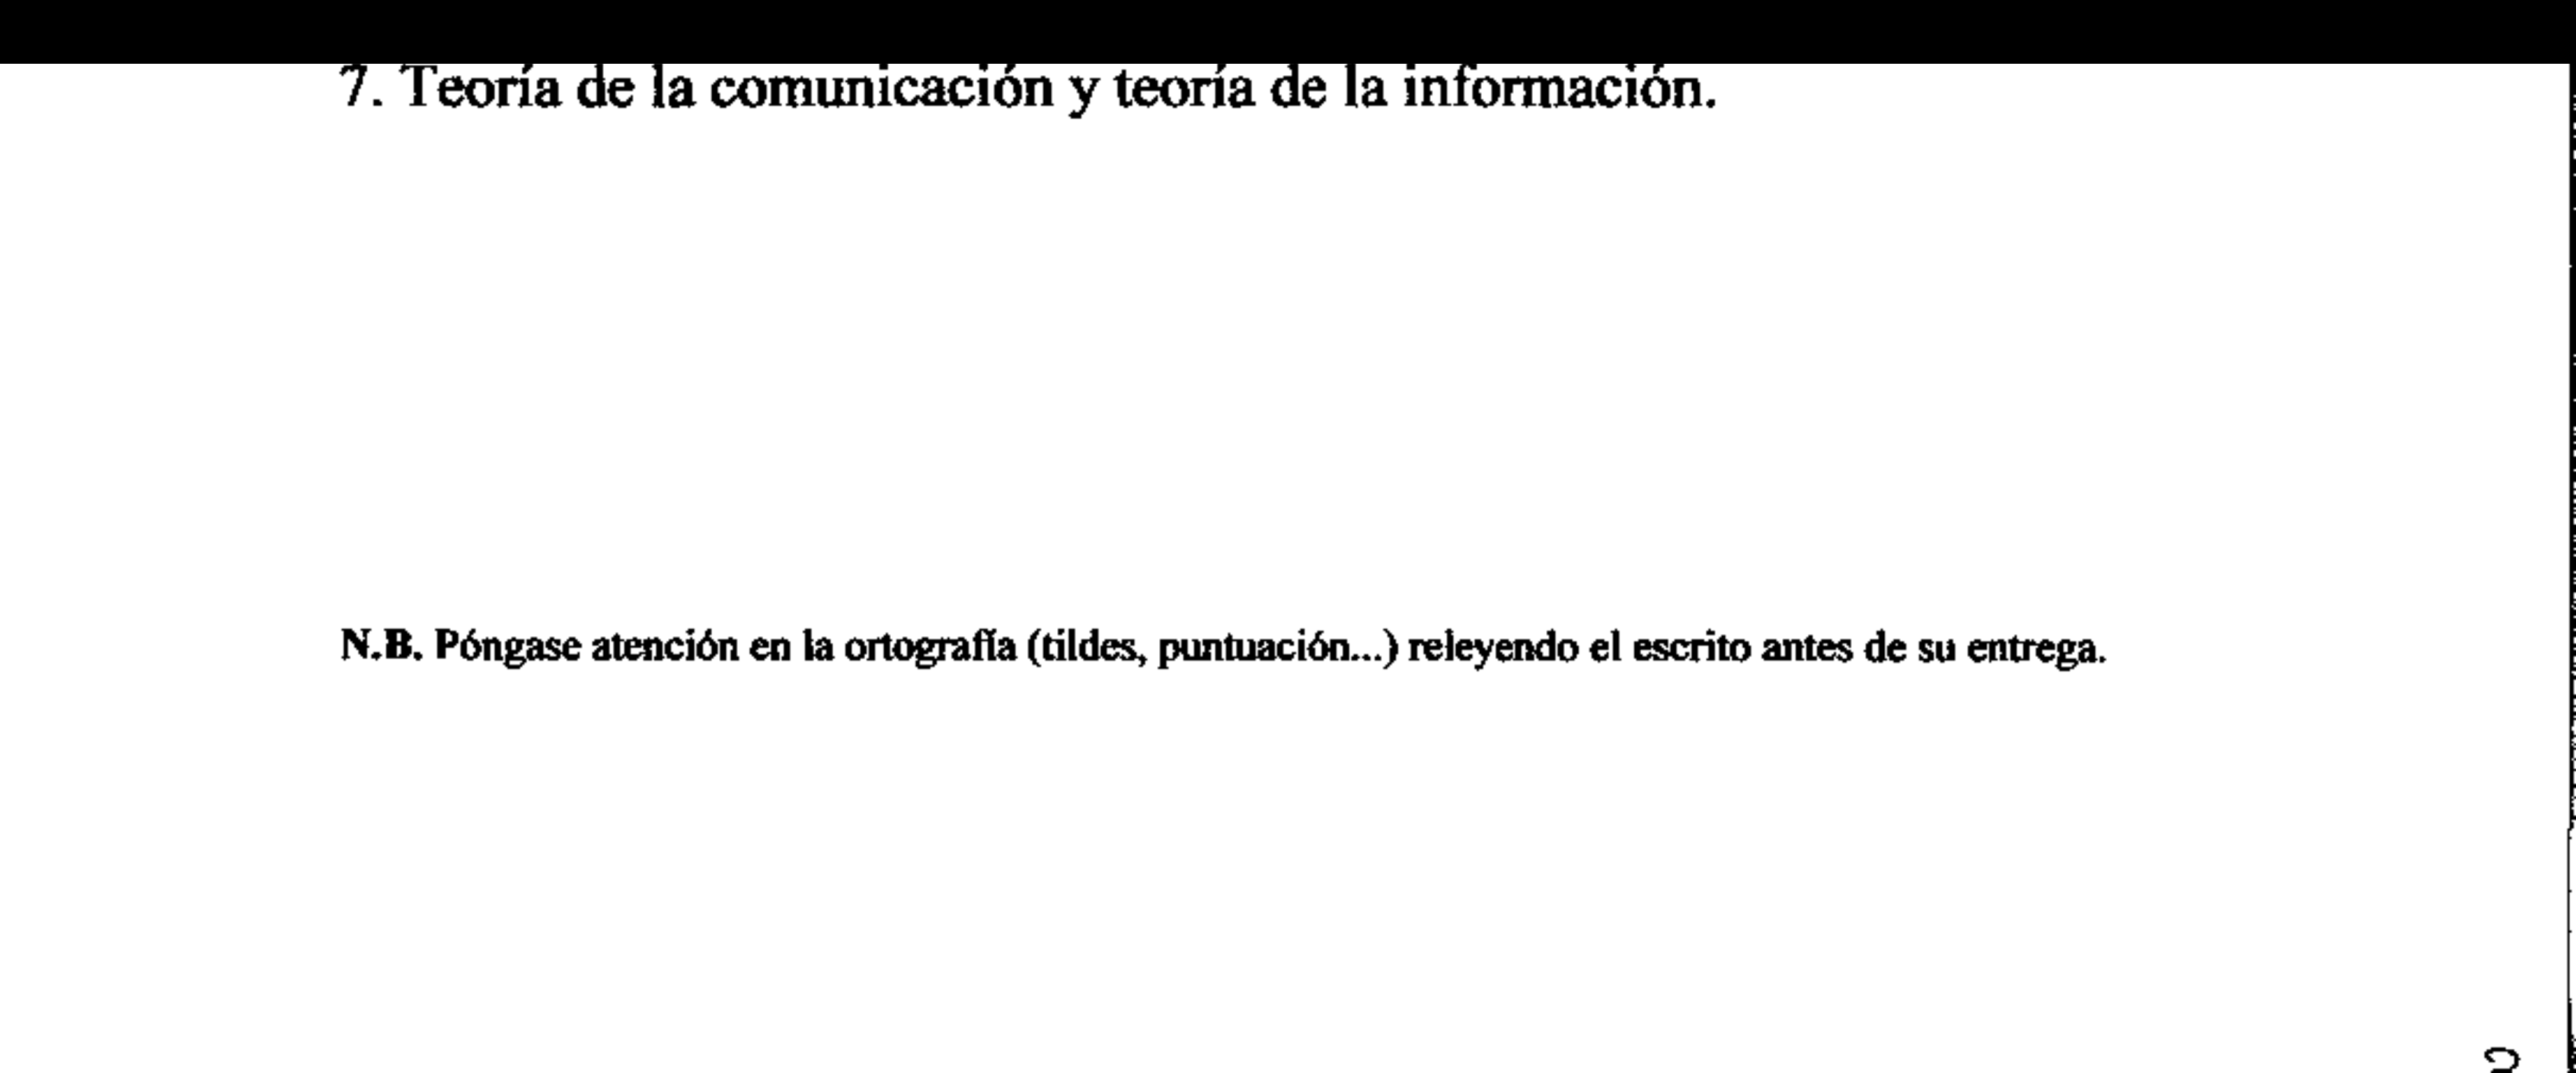 7. Teoría de la comunicación y teoría de la información.
N.B. Póngase atención en la ortografía (tildes, puntuación...) releyendo el escrito antes de su entrega.